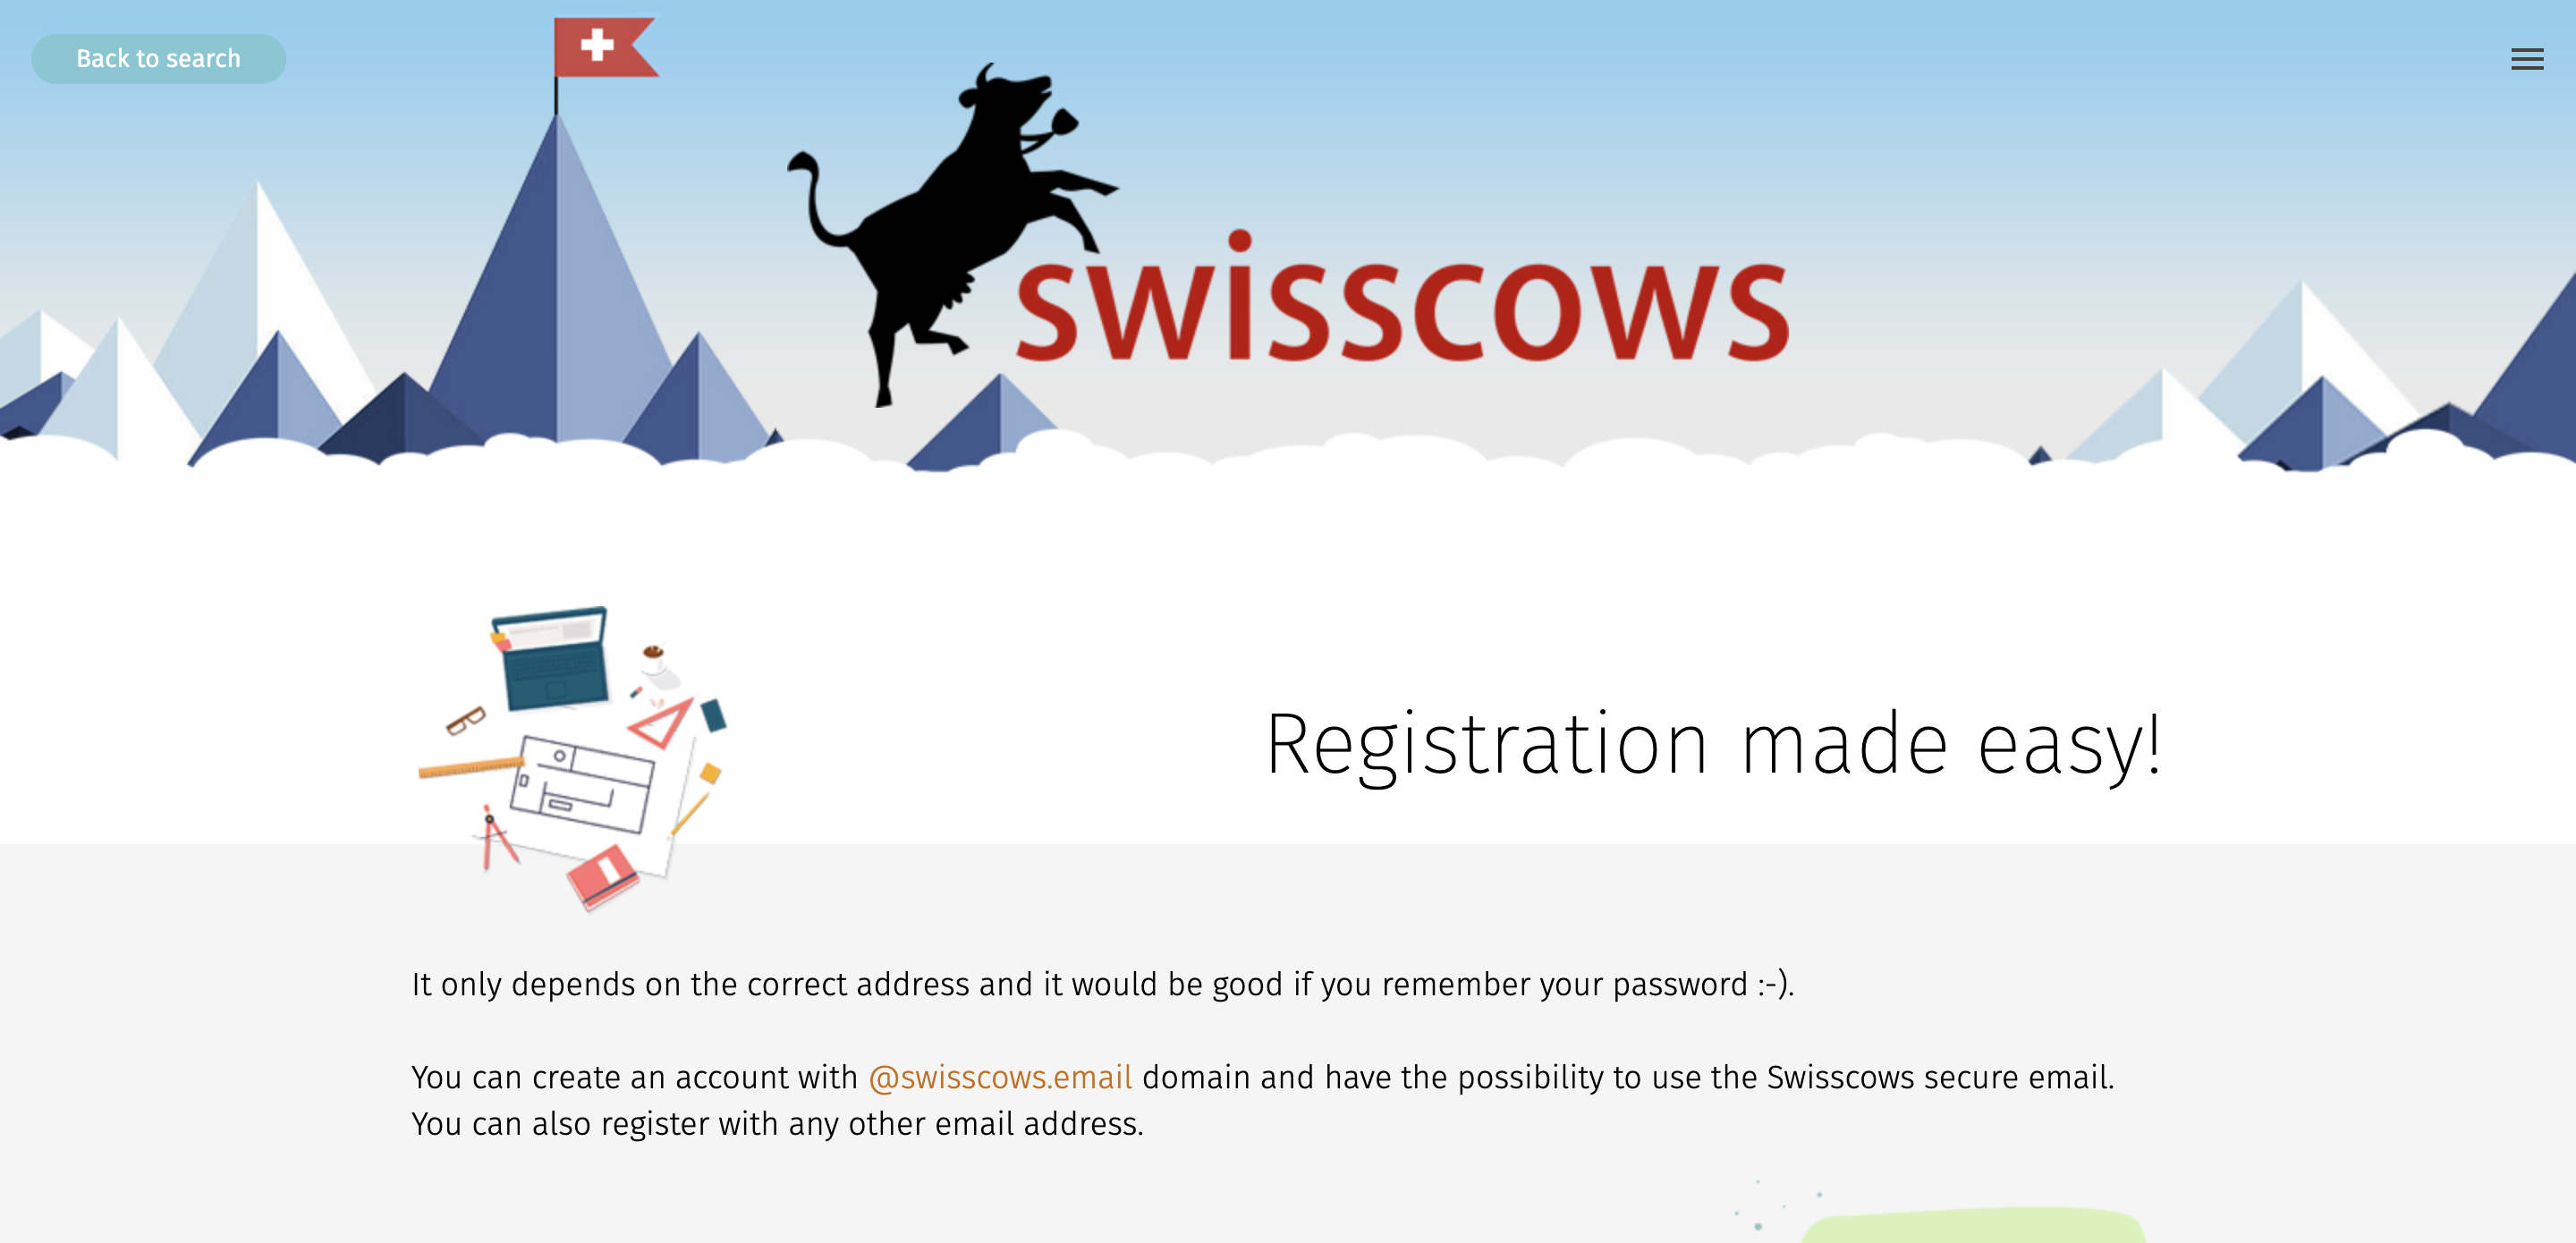 Back to search
swisscows
Registration made easy!
It only depends on the correct address and it would be good if you remember your password :-).
You can create an account with @swisscows.email domain and have the possibility to use the Swisscows secure email.
You can also register with any other email address.